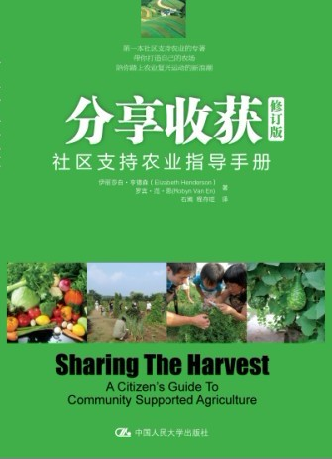 第一本社区支持农业的专著
带你打造自己的农场
陪你踏上农业复兴运动的新浪潮
分享收获
修订版
社区支持农业指导手册
伊丽莎白·亨德森（Elizabeth Henderson）
罗宾·范·恩(Robyn Van En) 著
石嫣 程存旺 译
Sharing The Harvest
A Citizen's Guide To
Community Supported Agriculture
中国人民大学出版社